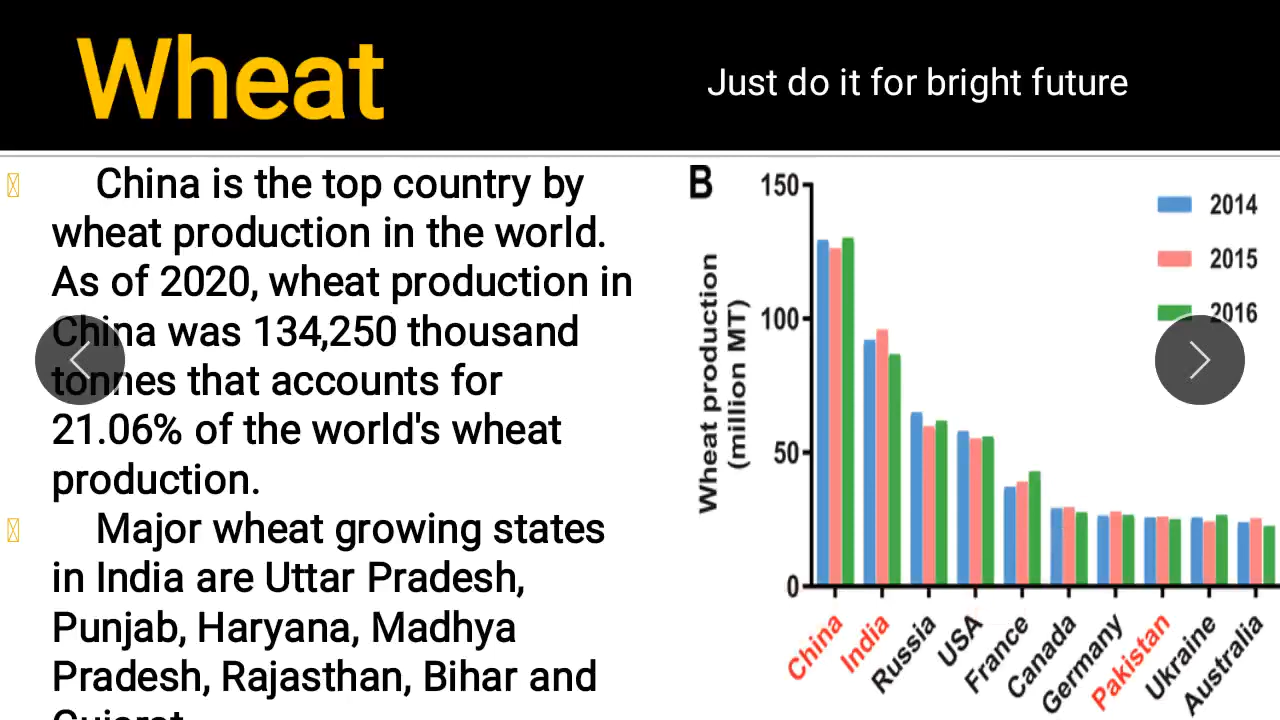 Wheat
Just do it for bright future
China is the top country by
wheat production in the world.
As of 2020, wheat production in
China was 134,250 thousand
tonnes that accounts for
21.06% of the world's wheat
production.
Major wheat growing states
in India are Uttar Pradesh,
Punjab, Haryana, Madhya
Pradesh, Rajasthan, Bihar and
Gujarat
B
Wheat production
(million MT)
150
100
50
0
2014
2015
2016
China
India
Russia
USA
France
Canada
Germany
Pakistan
Ukraine
Australia